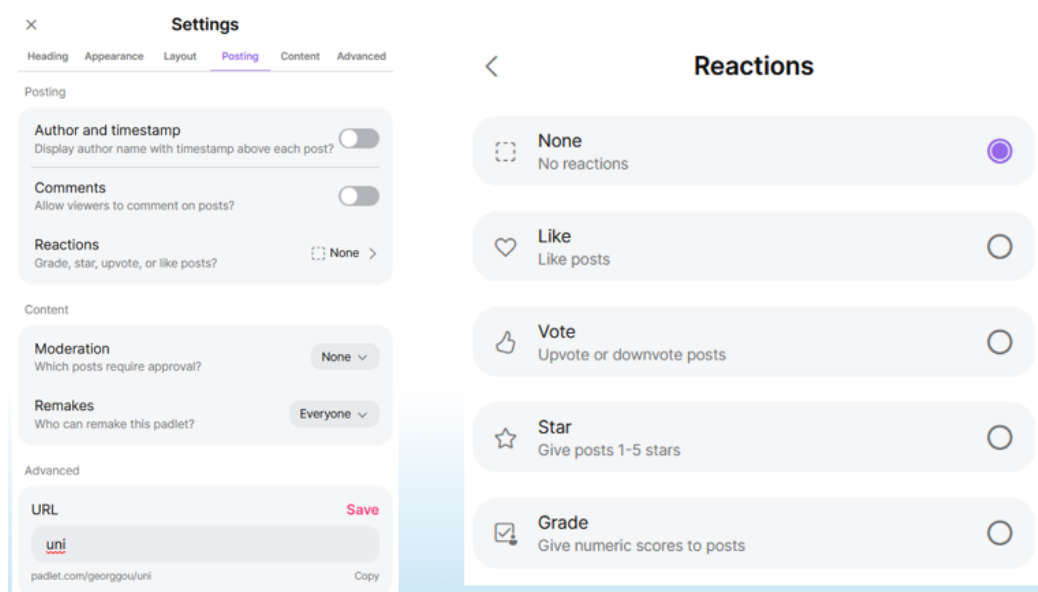 Settings
Heading Appearance Layout Posting Content Advanced
Posting
Author and timestamp
Display author name with timestamp above each post?
Comments
Allow viewers to comment on posts?
Reactions
None
Grade, star, upvote, or like posts?
Content
Moderation
Which posts require approval?
None
Remakes
Who can remake this padlet?
Everyone
Advanced
URL Save
uni
padlet.com/georggou/uni Copy
Reactions
None
No reactions
Like
Like posts
Vote
Upvote or downvote posts
Star
Give posts 1-5 stars
Grade
Give numeric scores to posts